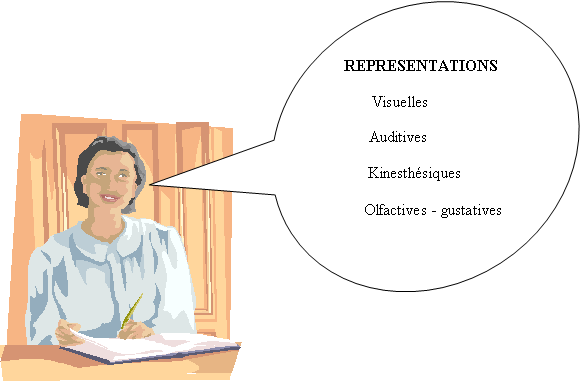 REPRESENTATIONS
Visuelles
Auditives
Kinesthésiques
Olfactives - gustatives